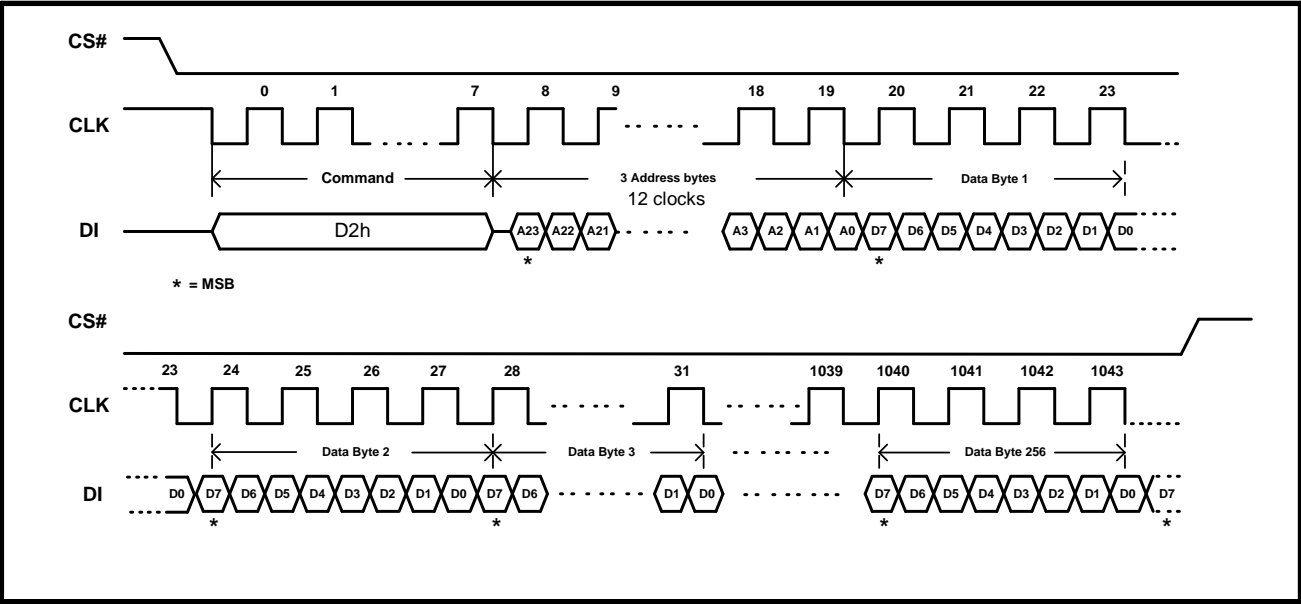 CS#
0 1 7 8 9 18 19 20 21 22 23
CLK
Command 3 Address bytes Data Byte 1
12 clocks
DI D2h A23 A22 A21 A3 A2 A1 A0 D7 D6 D5 D4 D3 D2 D1 D0
* *
* = MSB
CS#
23 24 25 26 27 28 31 1039 1040 1041 1042 1043
CLK
Data Byte 2 Data Byte 3 Data Byte 256
DI D0 D7 D6 D5 D4 D3 D2 D1 D0 D7 D6 D1 D0 D7 D6 D5 D4 D3 D2 D1 D0 D7
* * * *